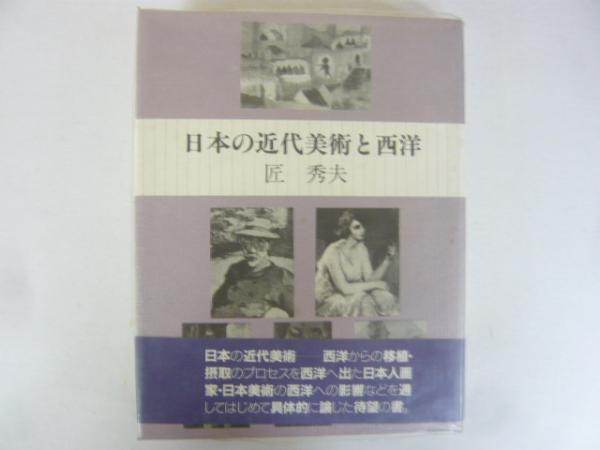 日本の近代美術と西洋
匠 秀夫
日本の近代美術――西洋からの移植・
摂取のプロセスを西洋へ出た日本人画
家・日本美術の西洋への影響などを通
してはじめて具体的に論じた待望の書。